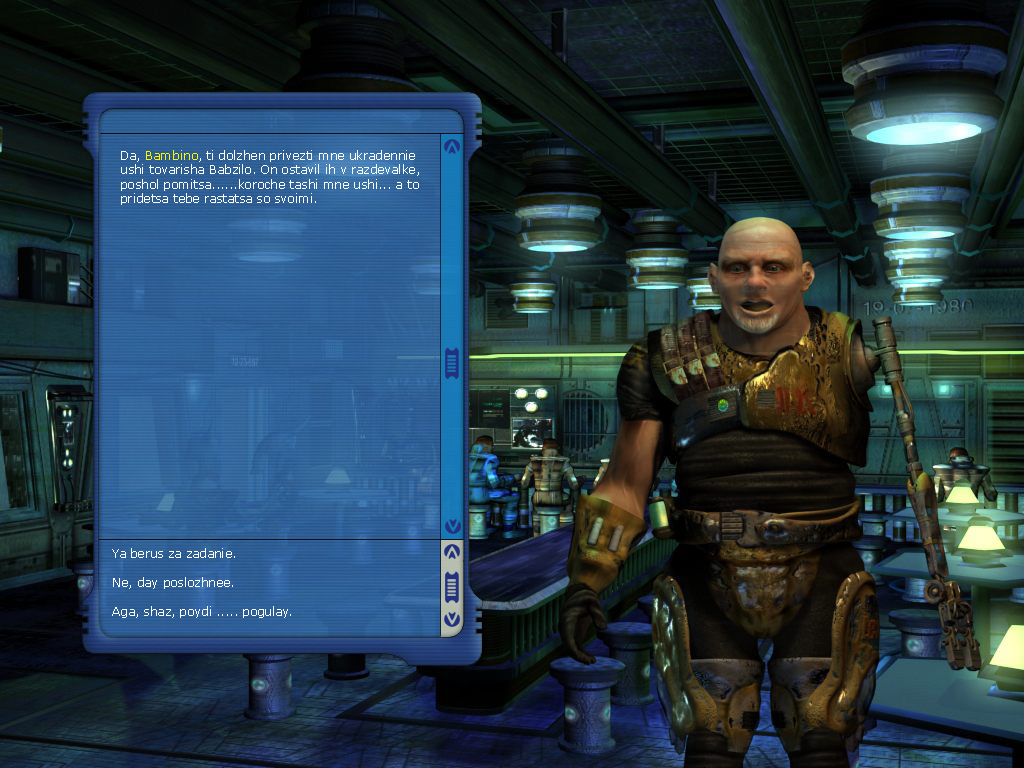 Da, Bambino, ti dolzhen privezti mne ukradennie
ushi tovarisha Babzilo. On ostavil ih v razdevalke,
poshol pomitsa......koroche tashi mne ushi... a to
pridetsa tebe rastatsa so svoimi.
Ya berus za zadanie.
Ne, day poslozhnee.
Aga, shaz, poydi ..... pogulay.